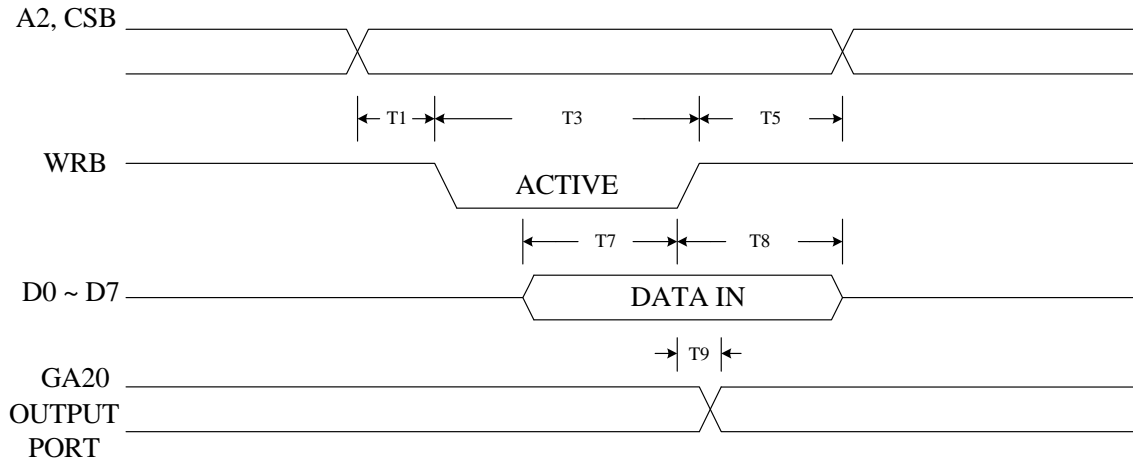 A2, CSB
T1
T3
T5
WRB
ACTIVE
T7
T8
D0 ~ D7
DATA IN
T9
GA20
OUTPUT
PORT